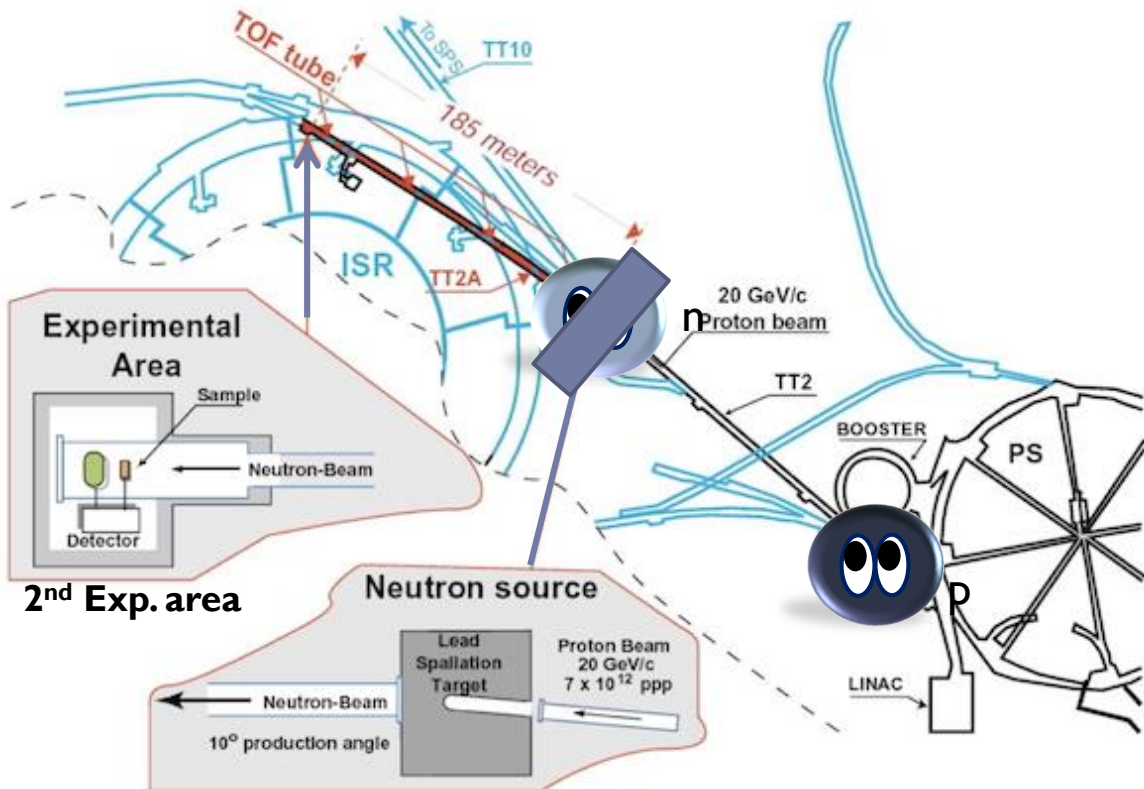 To SPS
TT10
TOF tube
185 meters
ISR
TT2A
n
20 GeV/c
Proton beam
TT2
BOOSTER
PS
p
LINAC
Experimental
Area
Sample
Neutron-Beam
Detector
2nd Exp. area
Neutron source
Lead
Spallation
Target
Proton Beam
20 GeV/c
7 x 10¹² ppp
Neutron-Beam
10° production angle